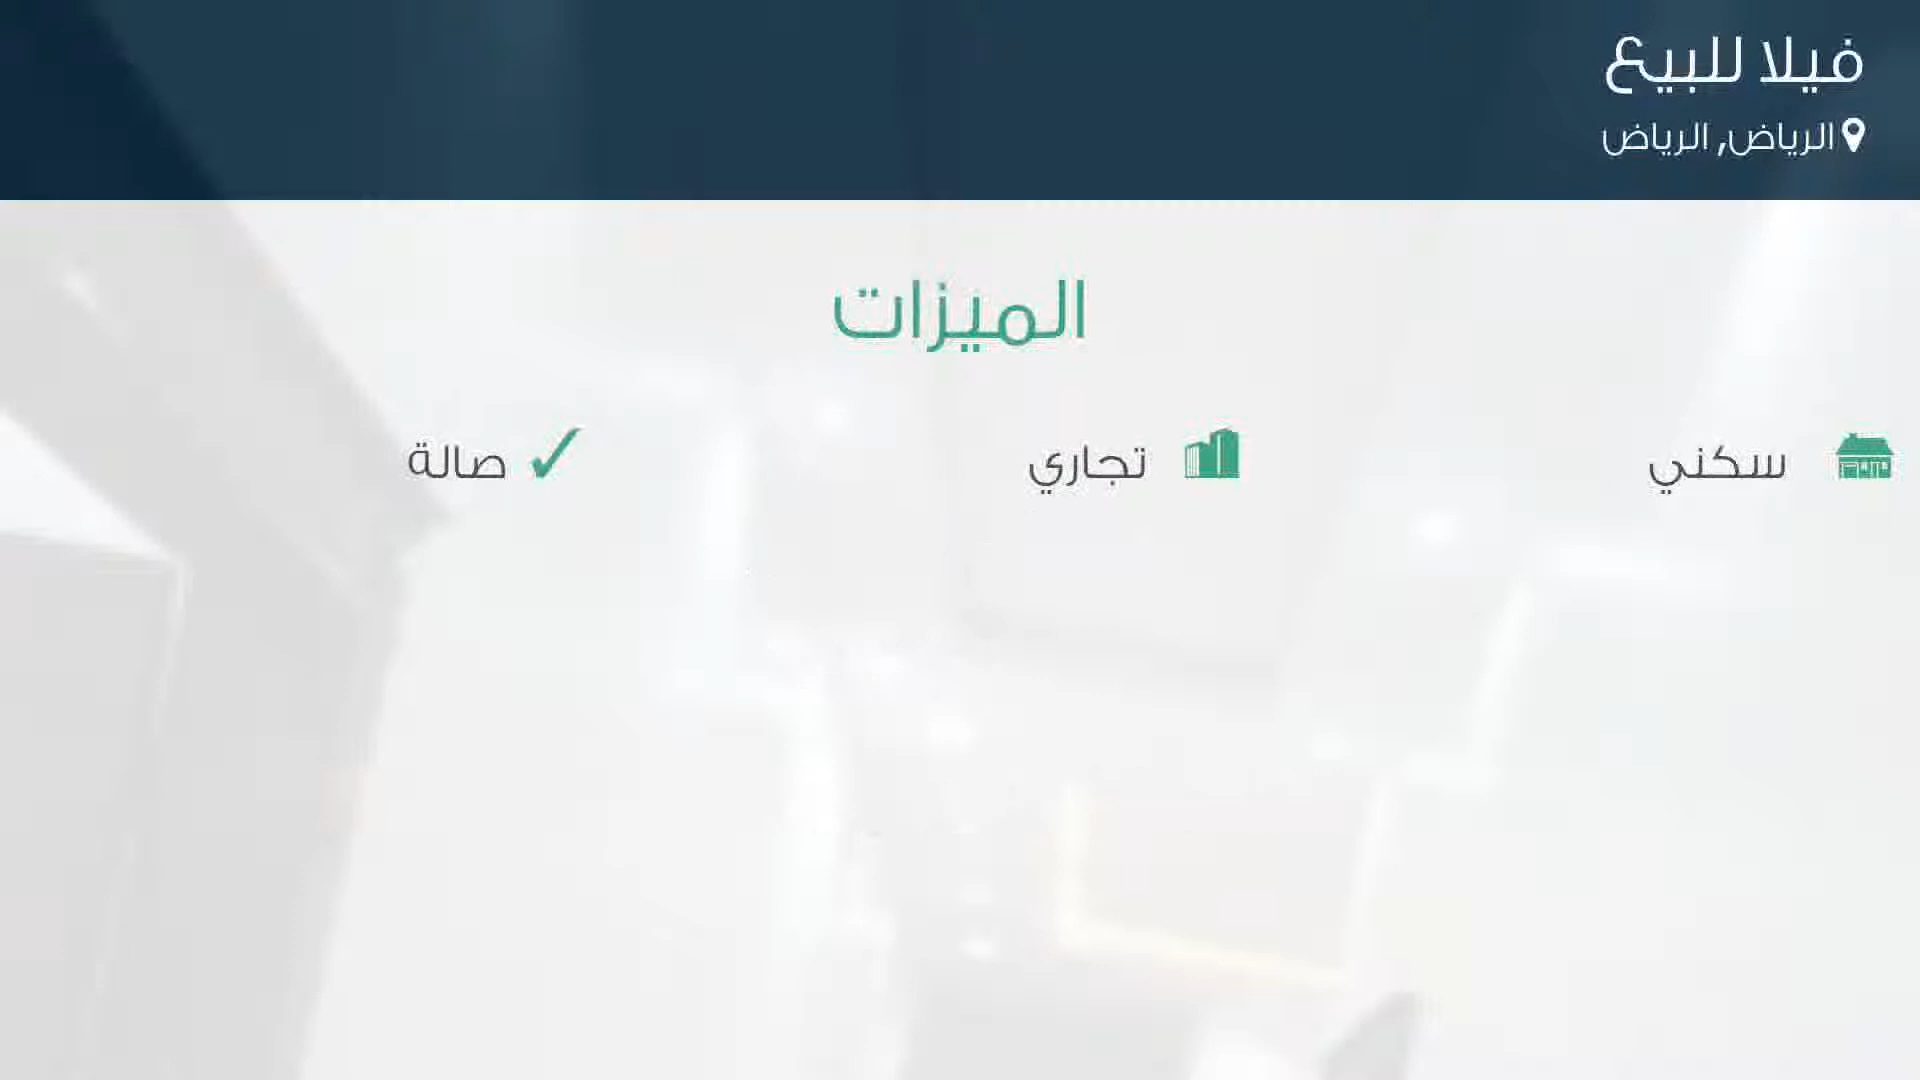 فيلا للبيع
الرياض, الرياض
الميزات
سكني
تجاري
صالة